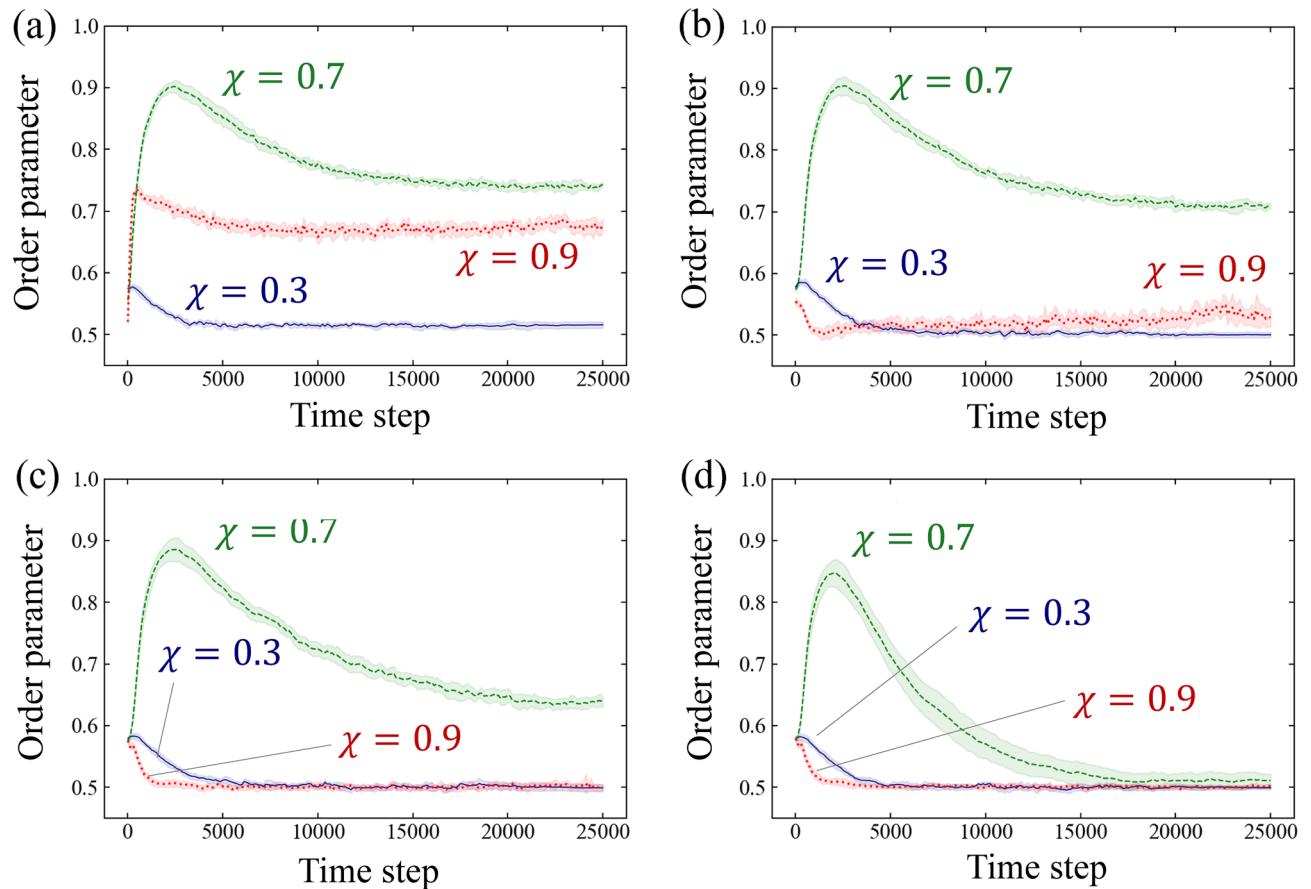 (a)
1.0
0.9
0.8
0.7
0.6
0.5
Order parameter
χ = 0.7
χ = 0.9
χ = 0.3
0 5000 10000 15000 20000 25000
Time step
(b)
1.0
0.9
0.8
0.7
0.6
0.5
Order parameter
χ = 0.7
χ = 0.3
χ = 0.9
0 5000 10000 15000 20000 25000
Time step
(c)
1.0
0.9
0.8
0.7
0.6
0.5
Order parameter
χ = 0.7
χ = 0.3
χ = 0.9
0 5000 10000 15000 20000 25000
Time step
(d)
1.0
0.9
0.8
0.7
0.6
0.5
Order parameter
χ = 0.7
χ = 0.3
χ = 0.9
0 5000 10000 15000 20000 25000
Time step